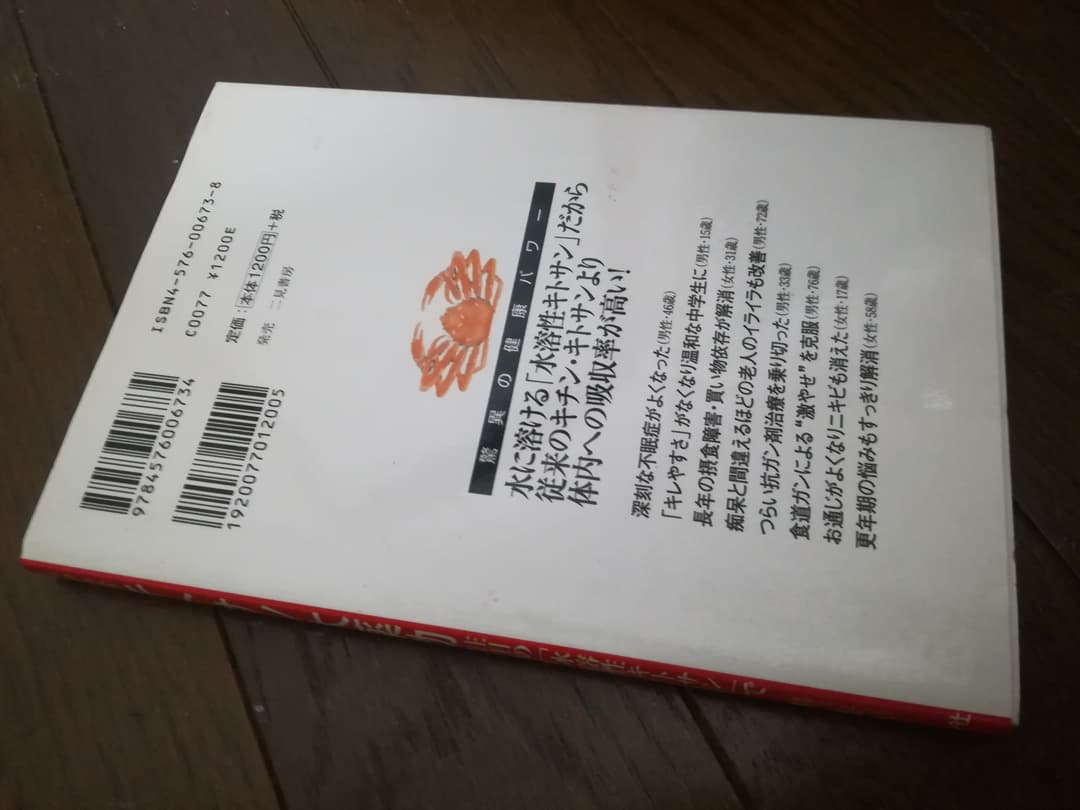 ISBN4-576-00673-8
C0077 ¥1200E
定価:本体1200円+税
発売 二見書房
9784576006734
1920077012005
驚異の健康パワー
水に溶ける「水溶性キトサン」だから
従来のキチン・キトサンより
体内への吸収率が高い!
深刻な不眠症がよくなった(男性・46歳)
「キレやすさ」がなくなり温和な中学生に(男性・15歳)
長年の摂食障害・買い物依存が解消(女性・31歳)
痴呆と間違えるほどの老人のイライラも改善(男性・72歳)
つらい抗ガン剤治療を乗り切った(男性・33歳)
食道ガンによる“激やせ”を克服(男性・76歳)
お通じがよくなりニキビも消えた(女性・17歳)
更年期の悩みもすっきり解消(女性・58歳)
「水溶性キトサン」で